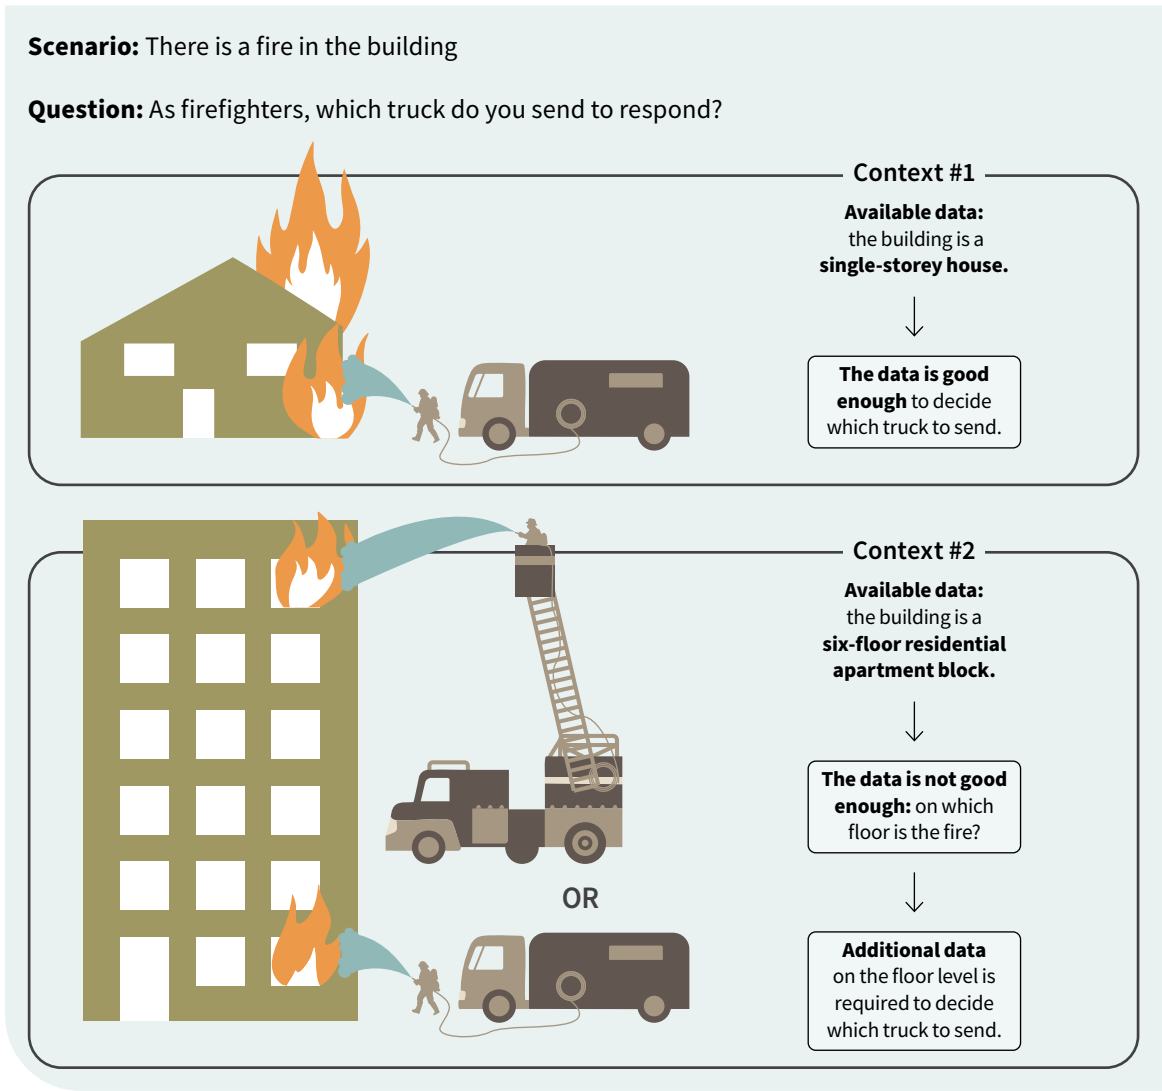 Scenario: There is a fire in the building
Question: As firefighters, which truck do you send to respond?
Context #1
Available data:
the building is a
single-storey house.
The data is good
enough to decide
which truck to send.
Context #2
Available data:
the building is a
six-floor residential
apartment block.
The data is not good
enough: on which
floor is the fire?
OR
Additional data
on the floor level is
required to decide
which truck to send.